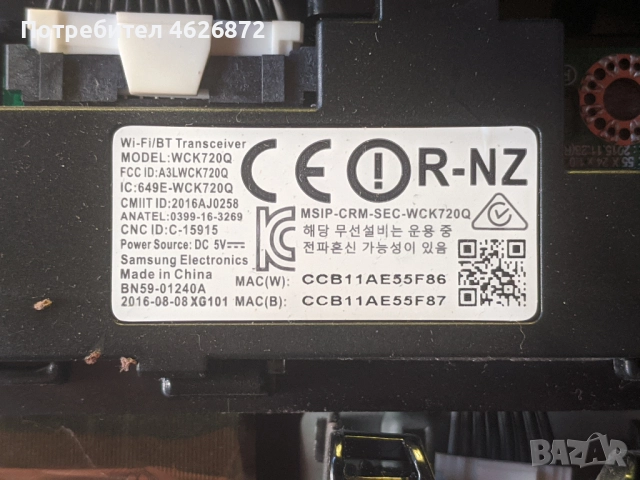 Потребител 4626872
Wi-Fi/BT Transceiver
MODEL:WCK720Q
FCC ID:A3LWCK720Q
IC:649E-WCK720Q
CMIIT ID:2016AJ0258
ANATEL:0399-16-3269
CNC ID:C-15915
Power Source: DC 5V
Samsung Electronics
Made in China
BN59-01240A
2016-08-08 XG101
CE
R-NZ
MSIP-CRM-SEC-WCK720Q
해당 무선설비는 운용 중
전파혼신 가능성이 있음
MAC(W): CCB11AE55F86
MAC(B): CCB11AE55F87
BAZAR